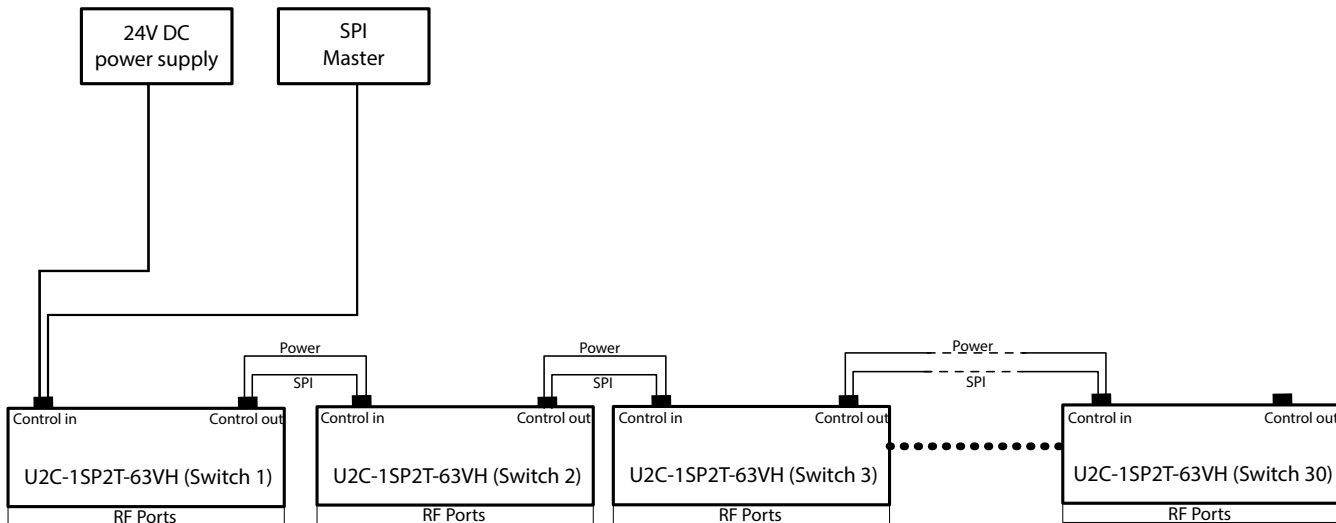 24V DC
power supply
SPI
Master
Power
SPI
Power
SPI
Power
SPI
Control in
Control out
Control in
Control out
Control in
Control out
Control in
Control out
U2C-1SP2T-63VH (Switch 1)
U2C-1SP2T-63VH (Switch 2)
U2C-1SP2T-63VH (Switch 3)
U2C-1SP2T-63VH (Switch 30)
RF Ports
RF Ports
RF Ports
RF Ports